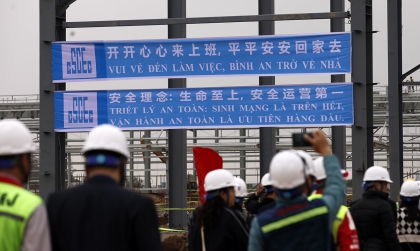 开开心心来上班, 平平安安回家去
VUI VẺ ĐẾN LÀM VIỆC, BÌNH AN TRỞ VỀ NHÀ
安全理念: 生命至上, 安全运营第一
TRIẾT LÝ AN TOÀN: SINH MẠNG LÀ TRÊN HẾT,
VẬN HÀNH AN TOÀN LÀ ƯU TIÊN HÀNG ĐẦU.